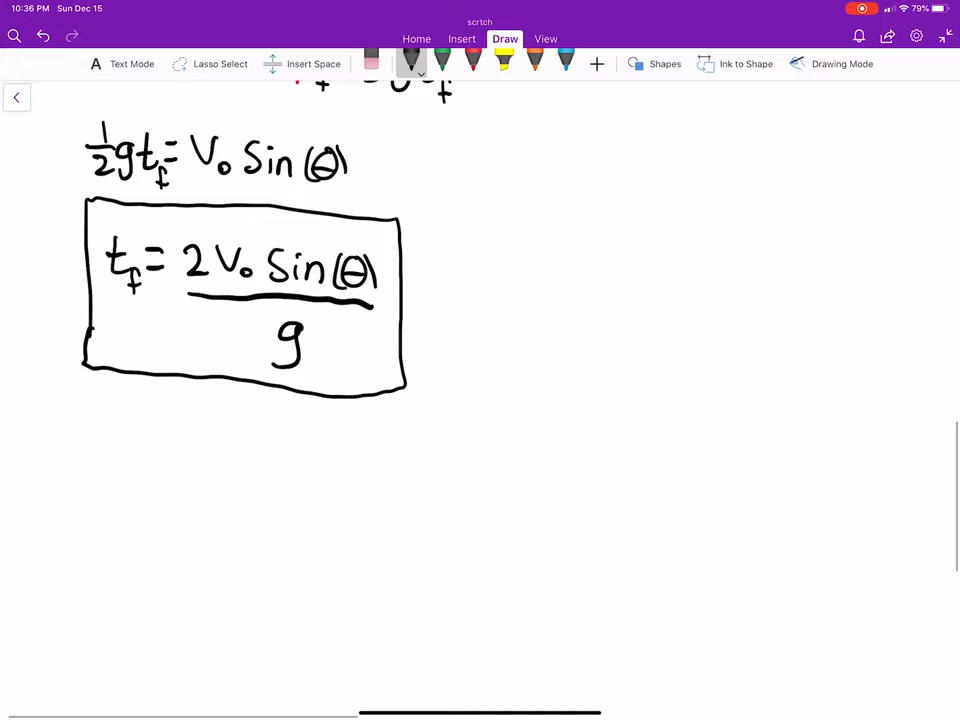 10:36 PM Sun Dec 15
79%
scrtch
Home Insert Draw View
A Text Mode Lasso Select Insert Space Shapes Ink to Shape Drawing Mode
½gt_f = V₀ Sin(θ)
t_f = 2V₀ Sin(θ)
g